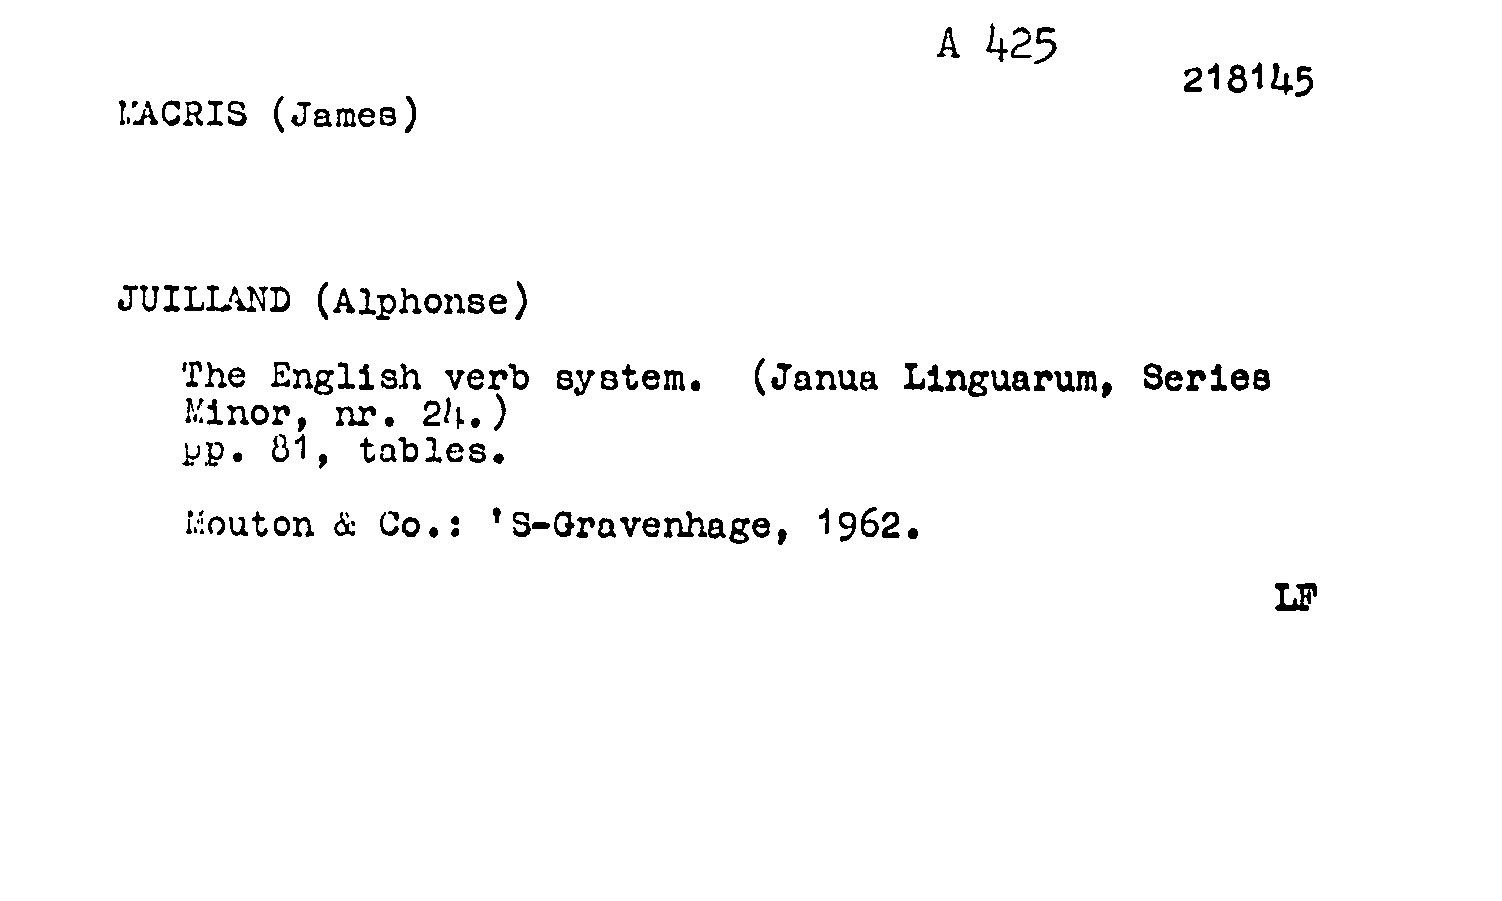 A 425
218145
MACRIS (James)
JUILLAND (Alphonse)
The English verb system. (Janua Linguarum, Series
Minor, nr. 24.)
pp. 81, tables.
Mouton & Co.: 'S-Gravenhage, 1962.
LF